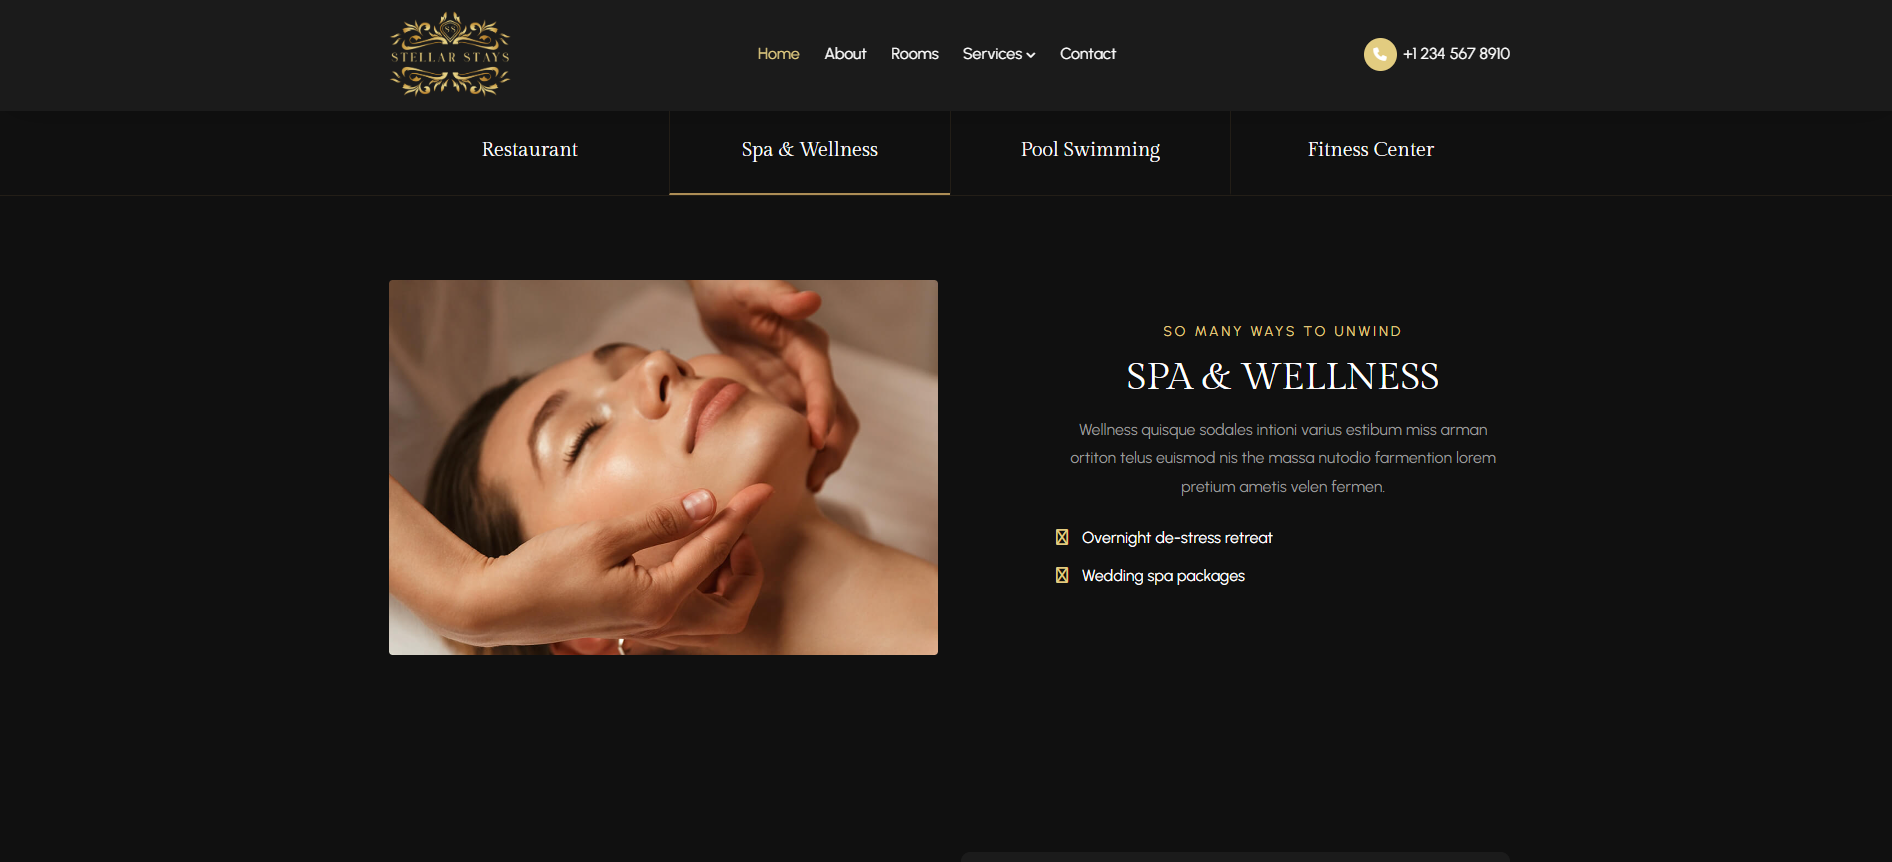 SS
STELLAR STAYS
Home About Rooms Services Contact
+1 234 567 8910
Restaurant Spa & Wellness Pool Swimming Fitness Center
SO MANY WAYS TO UNWIND
SPA & WELLNESS
Wellness quisque sodales intioni varius estibum miss arman
ortiton telus euismod nis the massa nutodio farmention lorem
pretium ametis velen fermen.
Overnight de-stress retreat
Wedding spa packages